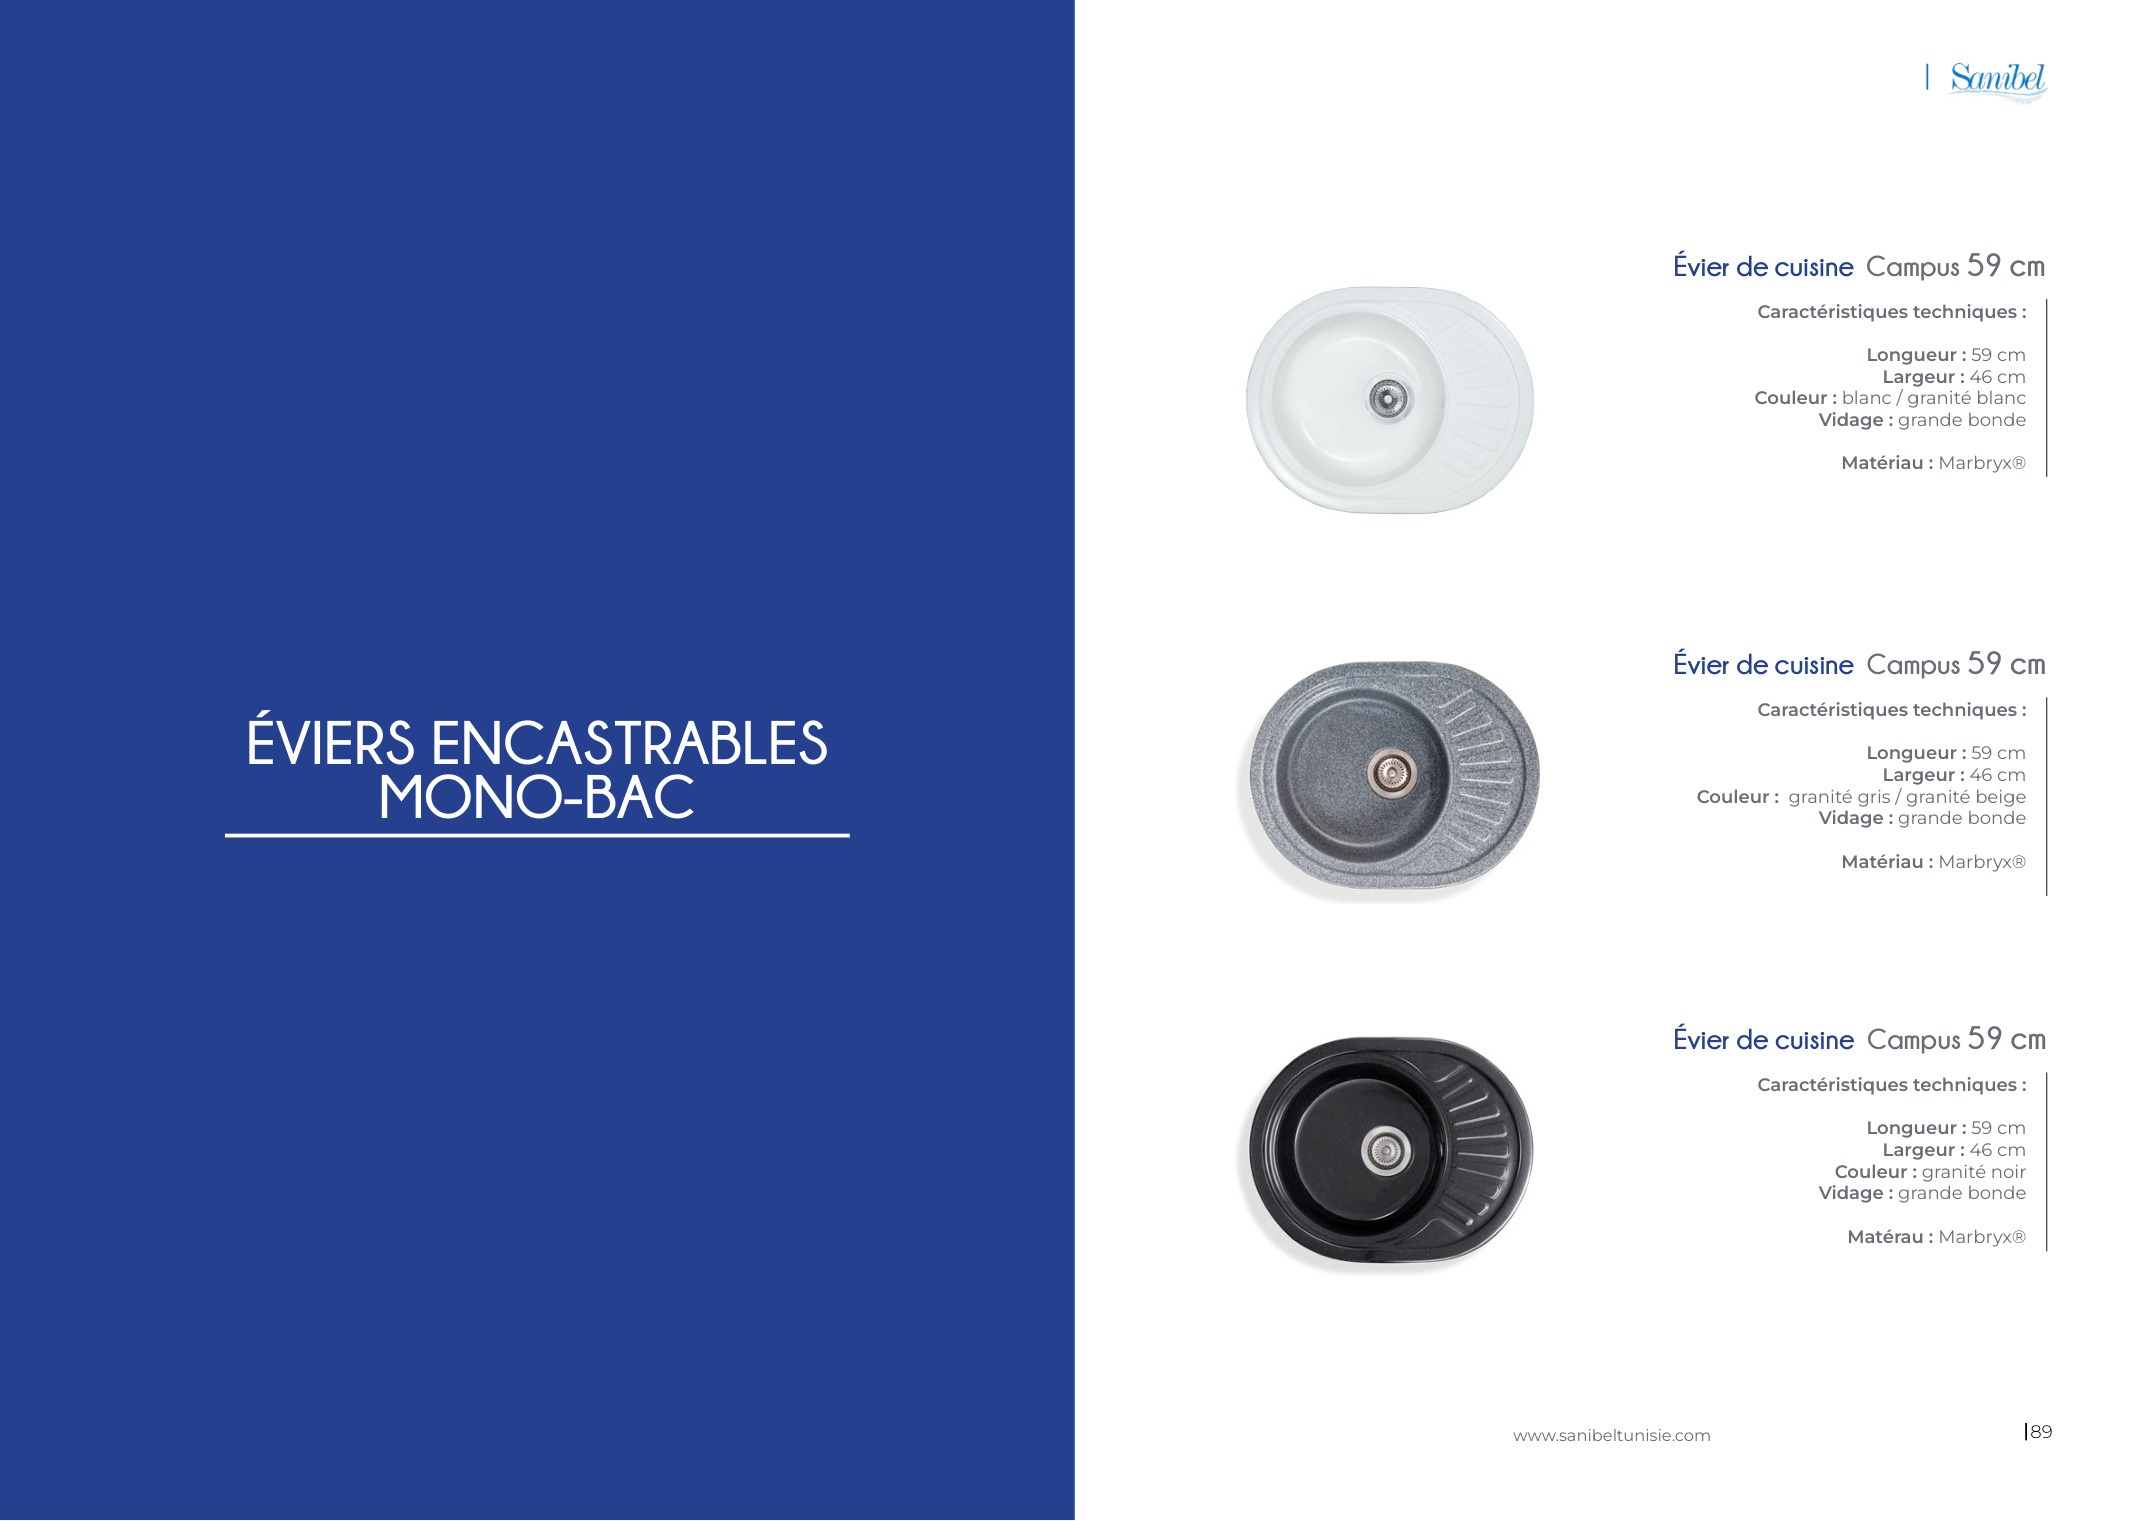 ÉVIERS ENCASTRABLES
MONO-BAC
Sanibel
Évier de cuisine Campus 59 cm
Caractéristiques techniques :
Longueur : 59 cm
Largeur : 46 cm
Couleur : blanc / granité blanc
Vidage : grande bonde
Matériau : Marbryx®
Évier de cuisine Campus 59 cm
Caractéristiques techniques :
Longueur : 59 cm
Largeur : 46 cm
Couleur : granité gris / granité beige
Vidage : grande bonde
Matériau : Marbryx®
Évier de cuisine Campus 59 cm
Caractéristiques techniques :
Longueur : 59 cm
Largeur : 46 cm
Couleur : granité noir
Vidage : grande bonde
Matérau : Marbryx®
www.sanibeltunisie.com
89